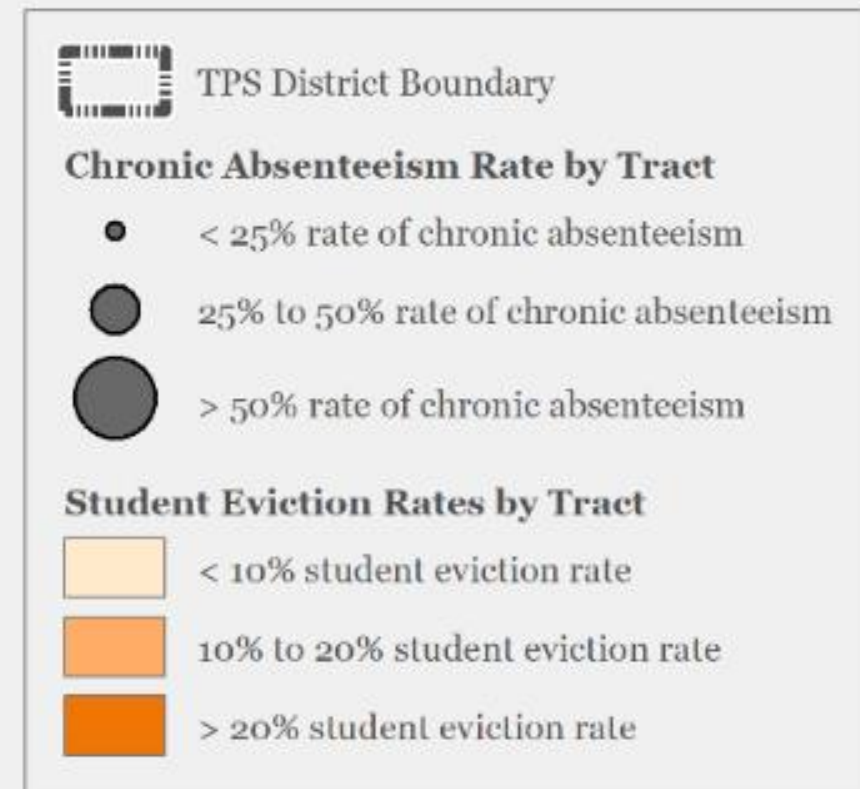 TPS District Boundary
Chronic Absenteeism Rate by Tract
< 25% rate of chronic absenteeism
25% to 50% rate of chronic absenteeism
> 50% rate of chronic absenteeism
Student Eviction Rates by Tract
< 10% student eviction rate
10% to 20% student eviction rate
> 20% student eviction rate